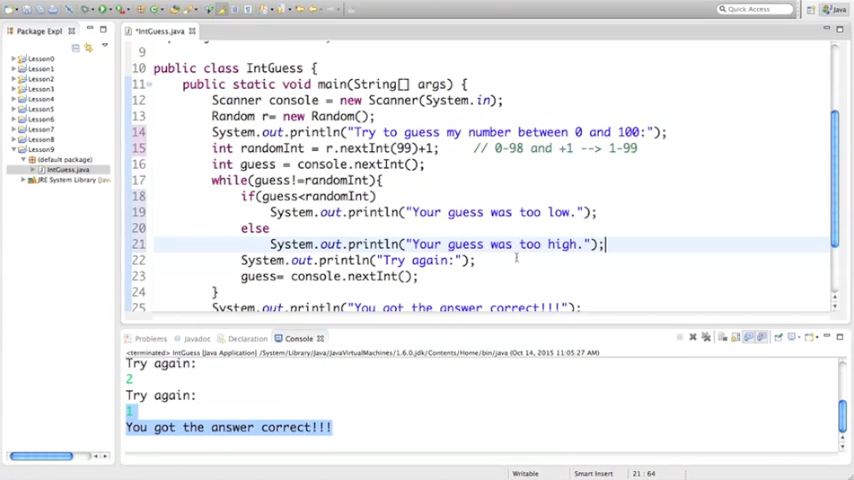 Quick Access
Java
Package Expl
*IntGuess.java
Lesson0
Lesson1
Lesson2
Lesson3
Lesson4
Lesson5
Lesson6
Lesson7
Lesson8
Lesson9
(default package)
IntGuess.java
JRE System Library [Java
9
10 public class IntGuess {
11 public static void main(String[] args) {
12 Scanner console = new Scanner(System.in);
13 Random r= new Random();
14 System.out.println("Try to guess my number between 0 and 100:");
15 int randomInt = r.nextInt(99)+1; // 0-98 and +1 --> 1-99
16 int guess = console.nextInt();
17 while(guess!=randomInt){
18 if(guess<randomInt)
19 System.out.println("Your guess was too low.");
20 else
21 System.out.println("Your guess was too high.");
22 System.out.println("Try again:");
23 guess= console.nextInt();
24 }
25 System.out.println("You got the answer correct!!!");
Problems
Javadoc
Declaration
Console
<terminated> IntGuess [Java Application] /System/Library/Java/JavaVirtualMachines/1.6.0.jdk/Contents/Home/bin/java (Oct 14, 2015 11:05:27 AM)
Try again:
2
Try again:
1
You got the answer correct!!!
Writable
Smart Insert
21 : 64